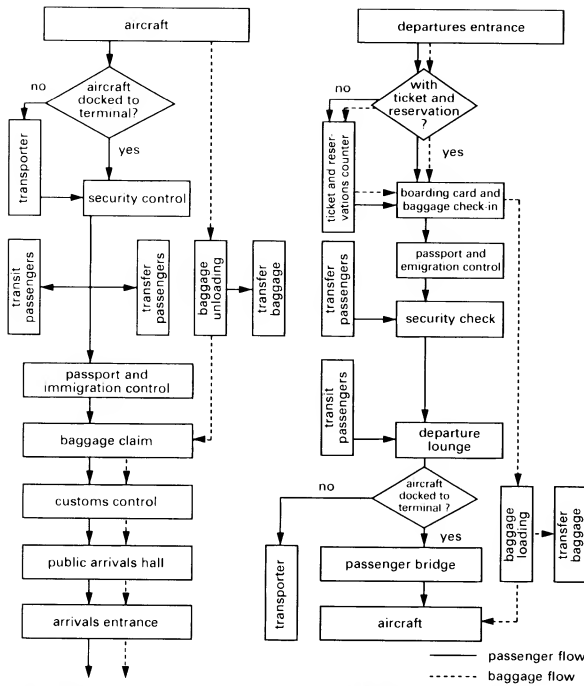 aircraft
no
aircraft
docked to
terminal?
yes
transporter
security control
transit
passengers
transfer
passengers
baggage
unloading
transfer
baggage
passport and
immigration control
baggage claim
customs control
public arrivals hall
arrivals entrance
departures entrance
no
with
ticket and
reservation
?
yes
ticket and reser-
vations counter
boarding card and
baggage check-in
passport and
emigration control
transfer
passengers
security check
transit
passengers
departure
lounge
no
aircraft
docked to
terminal ?
yes
transporter
passenger bridge
baggage
loading
transfer
baggage
aircraft
passenger flow
baggage flow